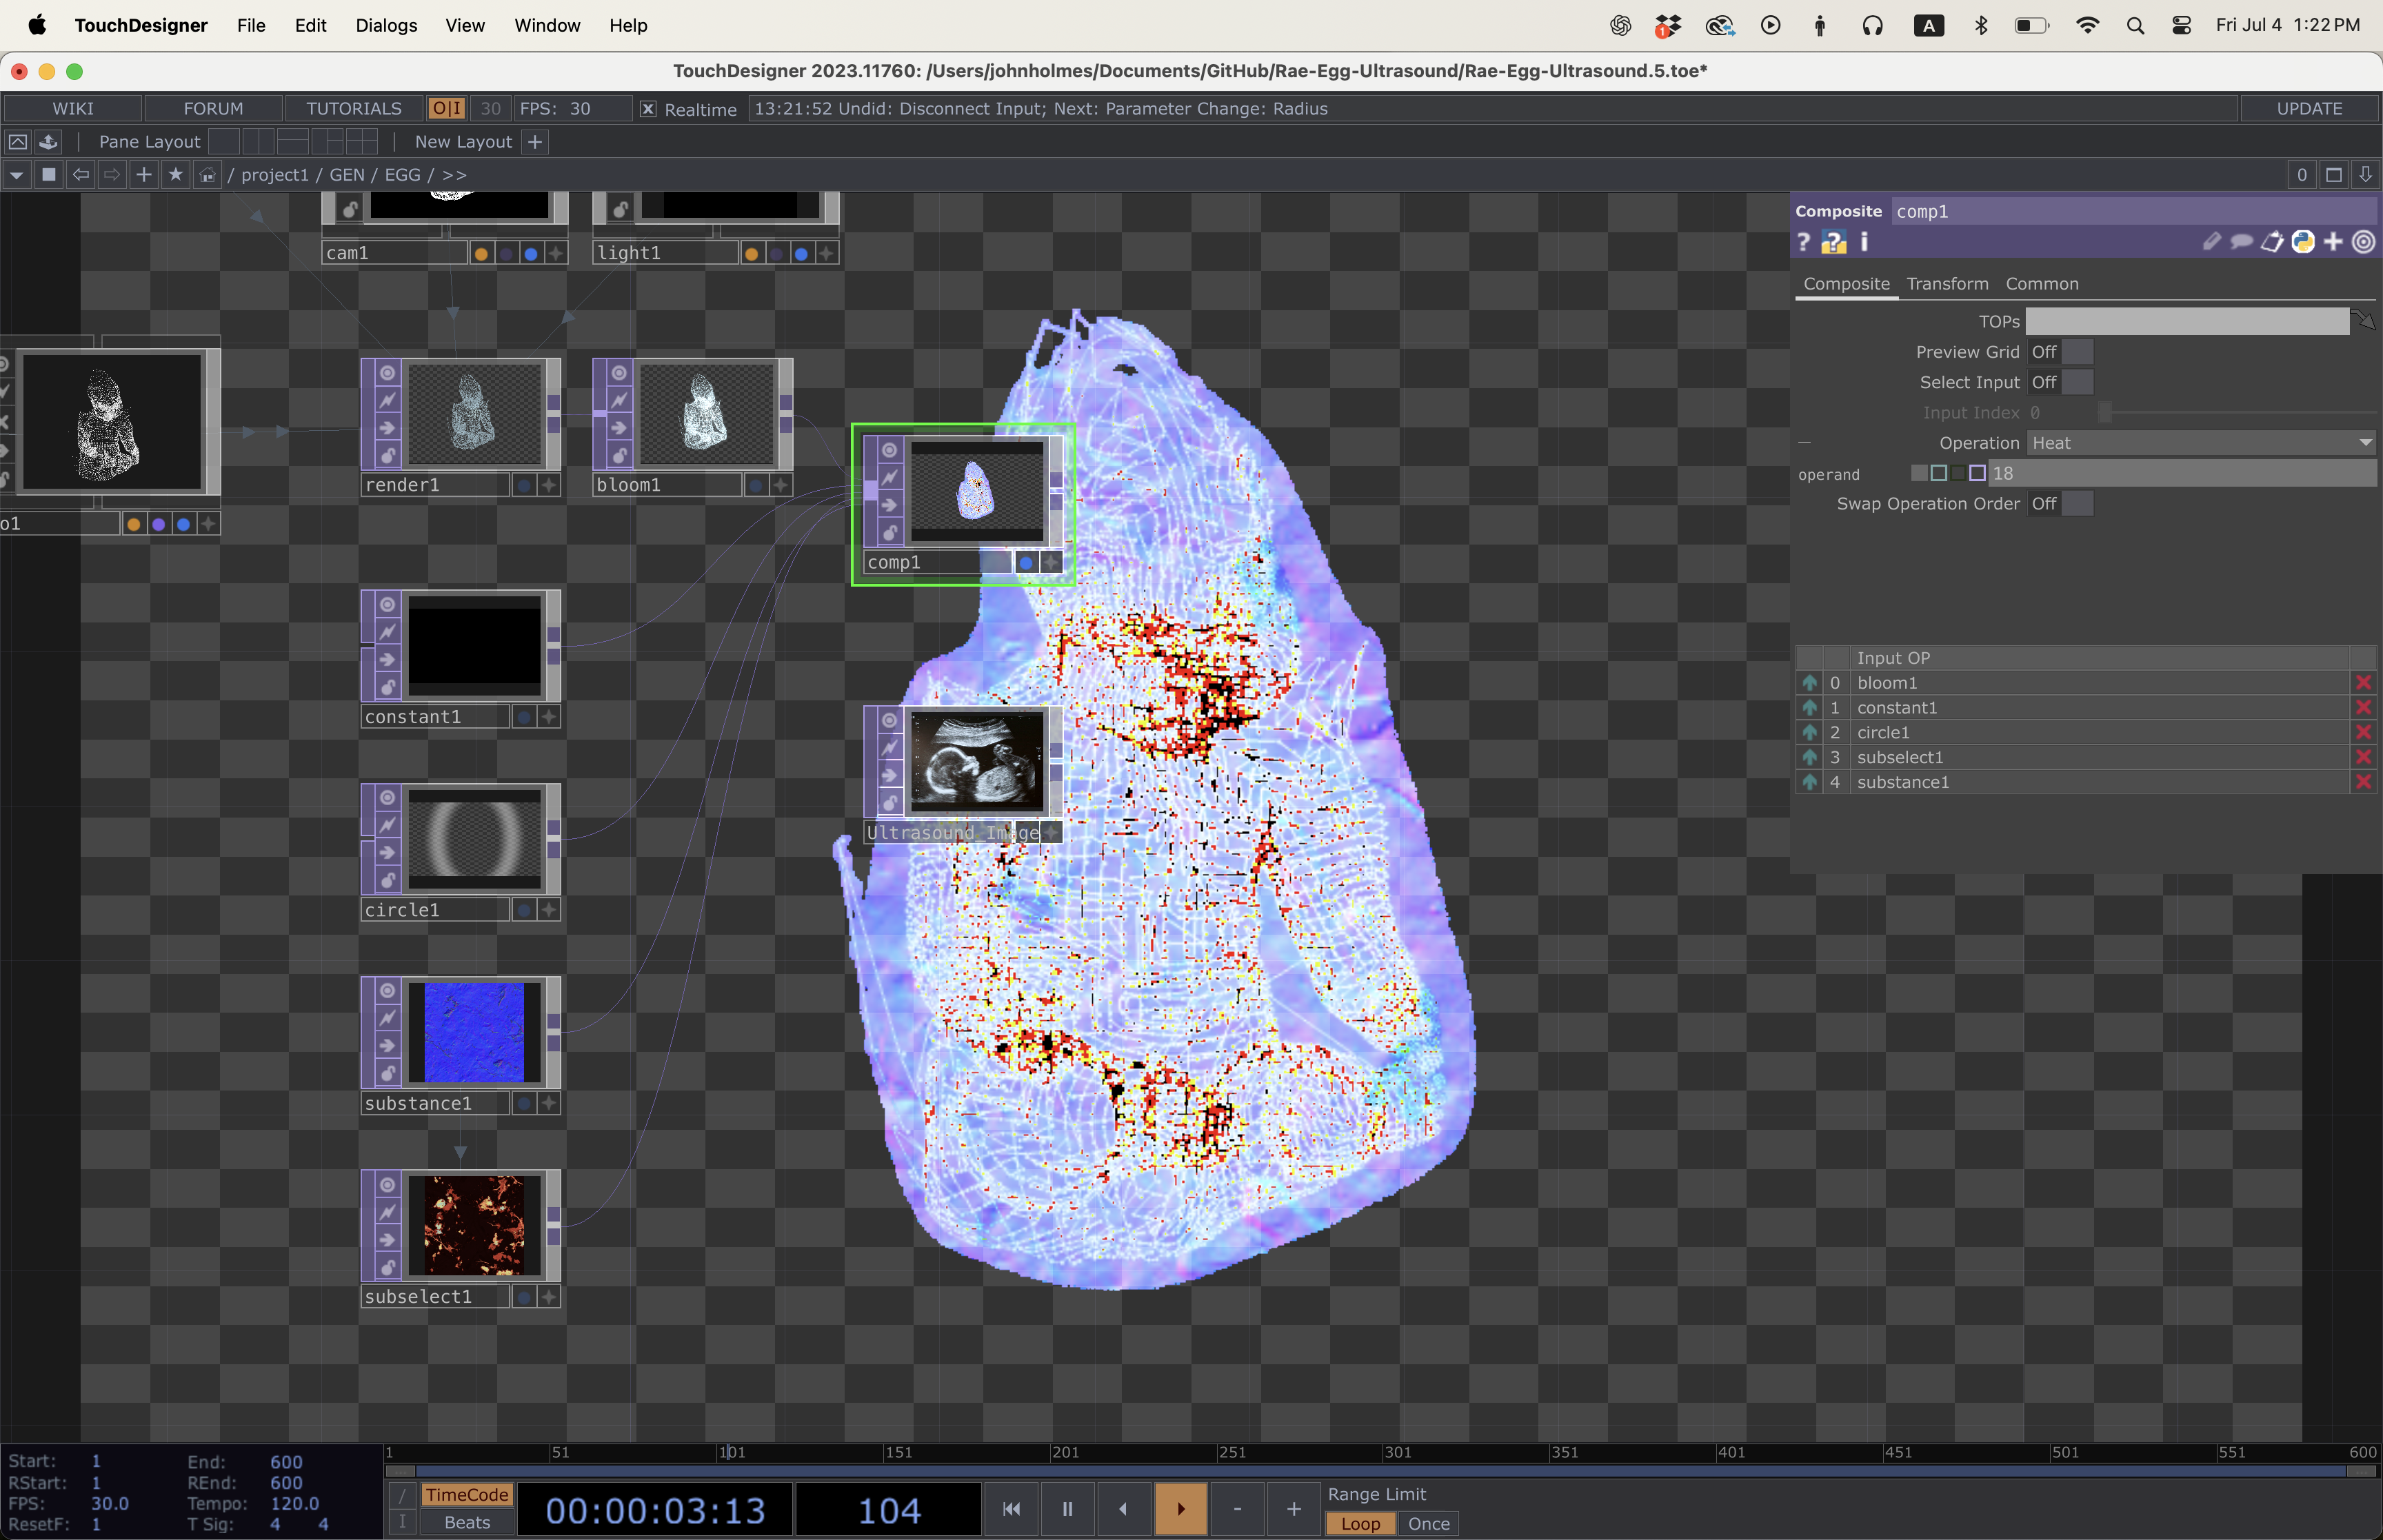 TouchDesigner File Edit Dialogs View Window Help 1 A Fri Jul 4 1:22 PM
TouchDesigner 2023.11760: /Users/johnholmes/Documents/GitHub/Rae-Egg-Ultrasound/Rae-Egg-Ultrasound.5.toe*
WIKI FORUM TUTORIALS O|I 30 FPS: 30 Realtime 13:21:52 Undid: Disconnect Input; Next: Parameter Change: Radius UPDATE
Pane Layout New Layout +
/ project1 / GEN / EGG / >> 0
cam1 light1
o1
render1 bloom1
comp1
constant1
Ultrasound_Image
circle1
substance1
subselect1
Composite comp1
? ? i
Composite Transform Common
TOPs
Preview Grid Off
Select Input Off
Input Index 0
Operation Heat
operand 18
Swap Operation Order Off
Input OP
0 bloom1
1 constant1
2 circle1
3 subselect1
4 substance1
1 51 101 151 201 251 301 351 401 451 501 551 600
Start: 1 End: 600
RStart: 1 REnd: 600
FPS: 30.0 Tempo: 120.0
ResetF: 1 T Sig: 4 4
/ TimeCode
I Beats
00:00:03:13 104 - +
Range Limit
Loop Once